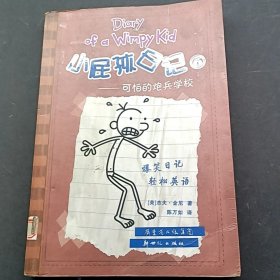 Diary
of a Wimpy Kid
小屁孩日记⑥
——可怕的炮兵学校
爆笑日记
轻松英语
[美]杰夫·金尼 著
陈万如 译
新世纪出版社